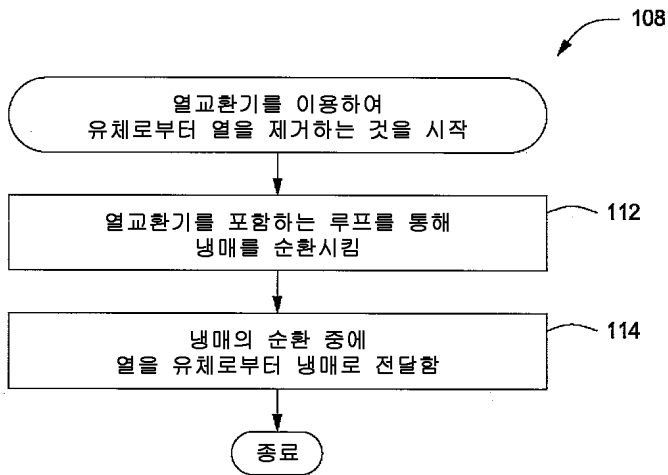 108
열교환기를 이용하여
유체로부터 열을 제거하는 것을 시작
열교환기를 포함하는 루프를 통해
냉매를 순환시킴
112
냉매의 순환 중에
열을 유체로부터 냉매로 전달함
114
종료